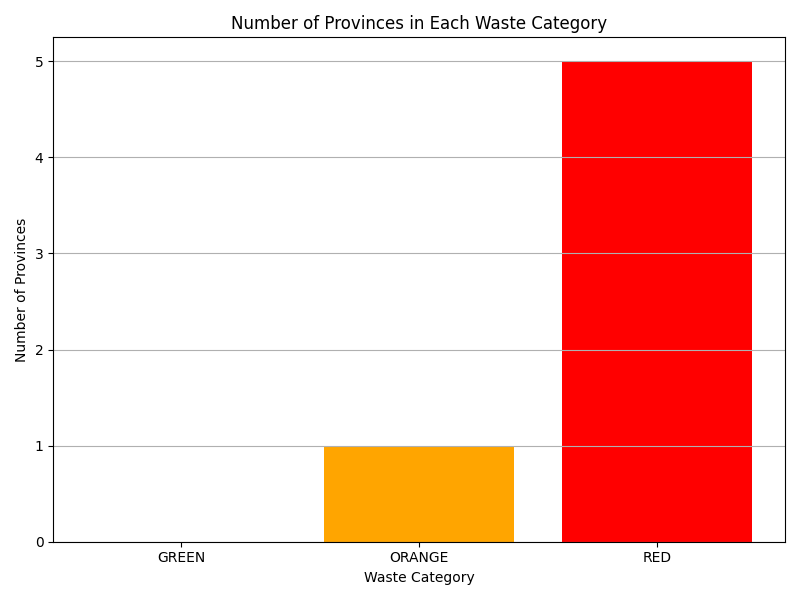 Number of Provinces in Each Waste Category
Number of Provinces
5
4
3
2
1
0
GREEN
ORANGE
RED
Waste Category